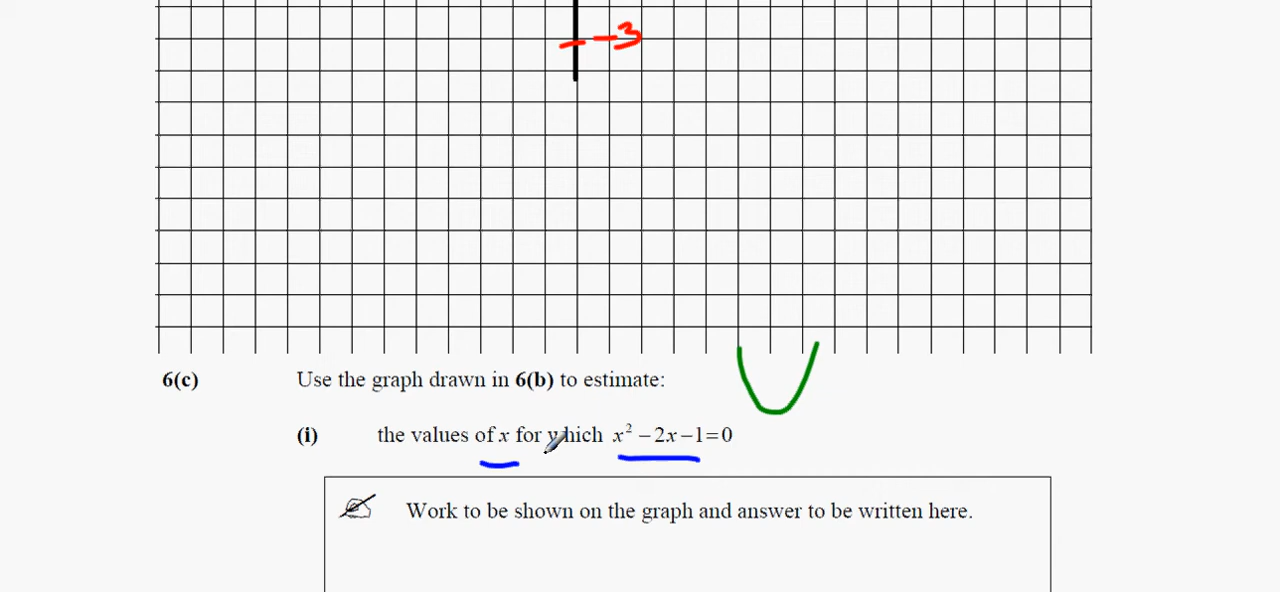 -3
6(c) Use the graph drawn in 6(b) to estimate:
(i) the values of x for which x² − 2x − 1 = 0
Work to be shown on the graph and answer to be written here.